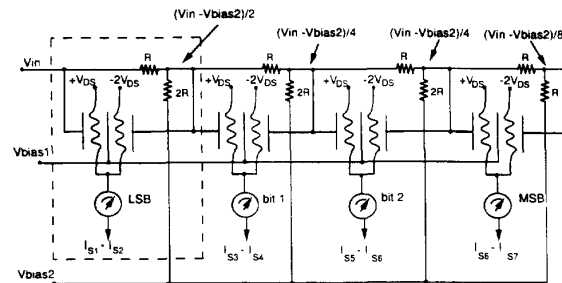 (Vin -Vbias2)/2 (Vin -Vbias2)/4 (Vin -Vbias2)/4 (Vin -Vbias2)/8
Vin R R R R
+VDS -2VDS 2R +VDS -2VDS 2R +VDS -2VDS 2R +VDS -2VDS R
Vbias1
LSB bit 1 bit 2 MSB
IS1 - IS2 IS3 - IS4 IS5 - IS6 IS6 - IS7
Vbias2